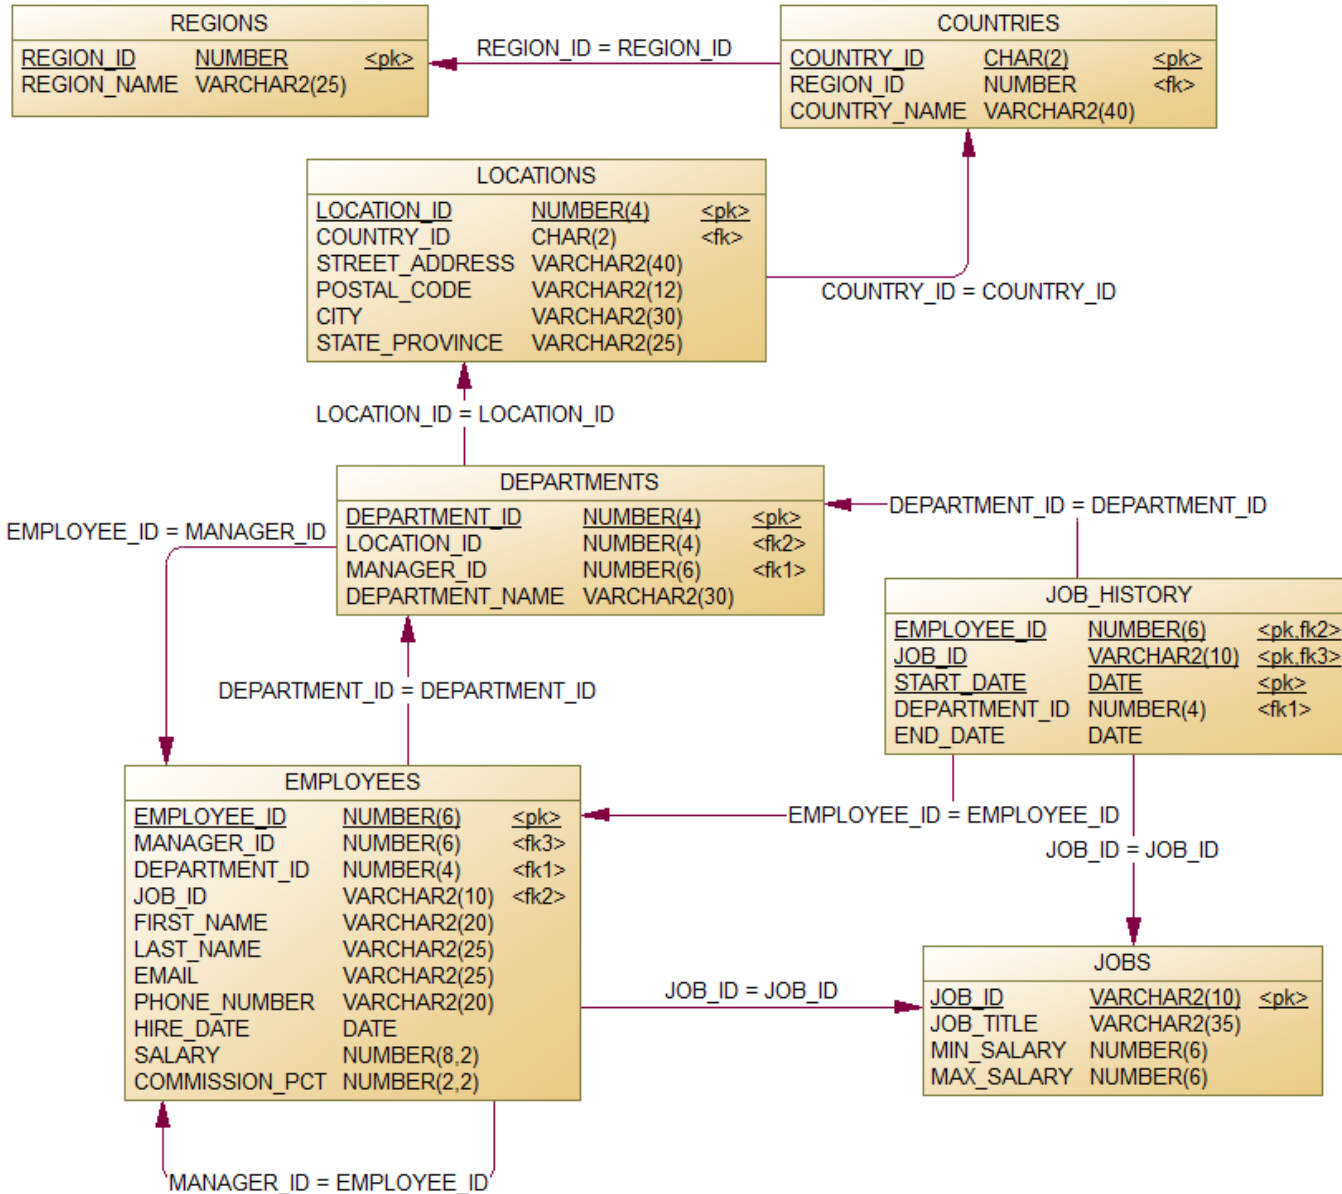 REGIONS
REGION_ID NUMBER <pk>
REGION_NAME VARCHAR2(25)
REGION_ID = REGION_ID
COUNTRIES
COUNTRY_ID CHAR(2) <pk>
REGION_ID NUMBER <fk>
COUNTRY_NAME VARCHAR2(40)
LOCATIONS
LOCATION_ID NUMBER(4) <pk>
COUNTRY_ID CHAR(2) <fk>
STREET_ADDRESS VARCHAR2(40)
POSTAL_CODE VARCHAR2(12)
CITY VARCHAR2(30)
STATE_PROVINCE VARCHAR2(25)
COUNTRY_ID = COUNTRY_ID
LOCATION_ID = LOCATION_ID
DEPARTMENTS
DEPARTMENT_ID NUMBER(4) <pk>
LOCATION_ID NUMBER(4) <fk2>
MANAGER_ID NUMBER(6) <fk1>
DEPARTMENT_NAME VARCHAR2(30)
EMPLOYEE_ID = MANAGER_ID
DEPARTMENT_ID = DEPARTMENT_ID
JOB_HISTORY
EMPLOYEE_ID NUMBER(6) <pk,fk2>
JOB_ID VARCHAR2(10) <pk,fk3>
START_DATE DATE <pk>
DEPARTMENT_ID NUMBER(4) <fk1>
END_DATE DATE
DEPARTMENT_ID = DEPARTMENT_ID
EMPLOYEES
EMPLOYEE_ID NUMBER(6) <pk>
MANAGER_ID NUMBER(6) <fk3>
DEPARTMENT_ID NUMBER(4) <fk1>
JOB_ID VARCHAR2(10) <fk2>
FIRST_NAME VARCHAR2(20)
LAST_NAME VARCHAR2(25)
EMAIL VARCHAR2(25)
PHONE_NUMBER VARCHAR2(20)
HIRE_DATE DATE
SALARY NUMBER(8,2)
COMMISSION_PCT NUMBER(2,2)
EMPLOYEE_ID = EMPLOYEE_ID
JOB_ID = JOB_ID
JOB_ID = JOB_ID
JOBS
JOB_ID VARCHAR2(10) <pk>
JOB_TITLE VARCHAR2(35)
MIN_SALARY NUMBER(6)
MAX_SALARY NUMBER(6)
MANAGER_ID = EMPLOYEE_ID